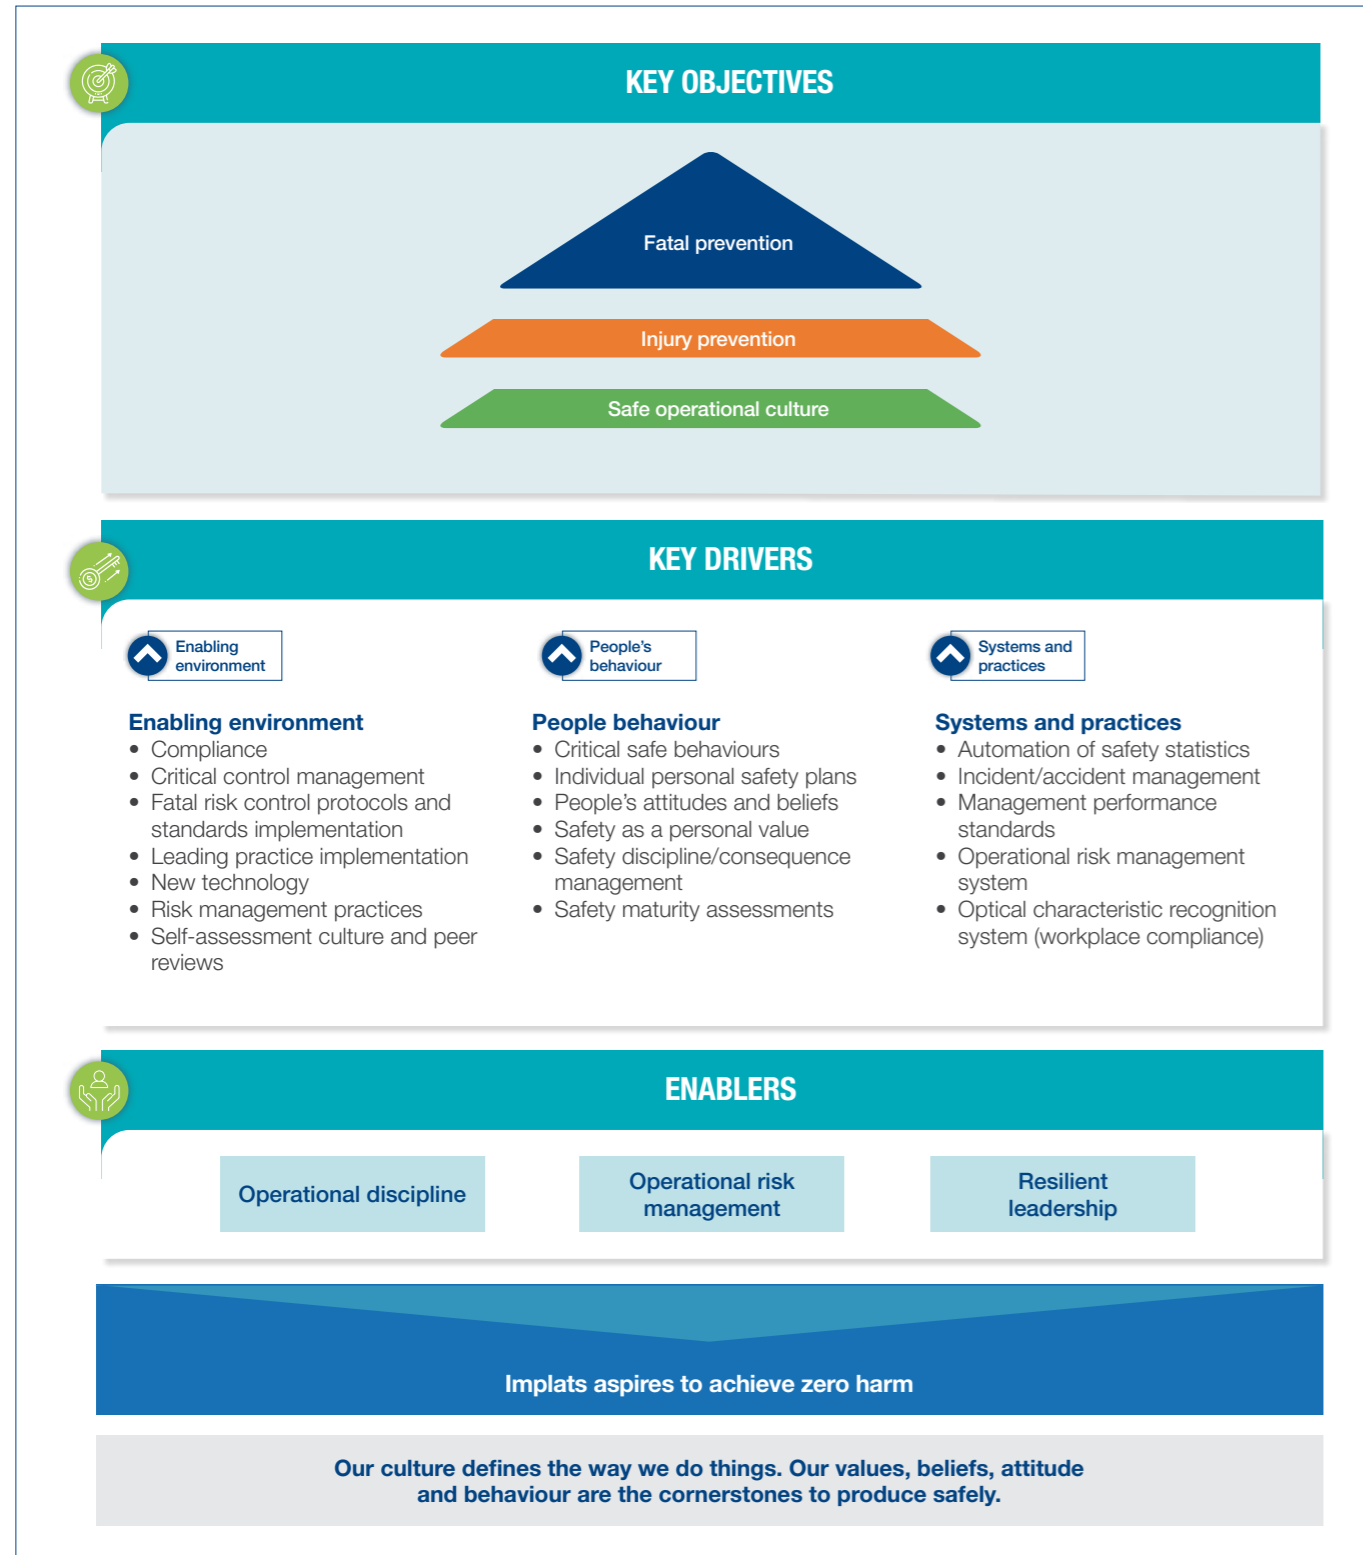 KEY OBJECTIVES
Fatal prevention
Injury prevention
Safe operational culture
KEY DRIVERS
Enabling
environment
Enabling environment
• Compliance
• Critical control management
• Fatal risk control protocols and
standards implementation
• Leading practice implementation
• New technology
• Risk management practices
• Self-assessment culture and peer
reviews
People's
behaviour
People behaviour
• Critical safe behaviours
• Individual personal safety plans
• People's attitudes and beliefs
• Safety as a personal value
• Safety discipline/consequence
management
• Safety maturity assessments
Systems and
practices
Systems and practices
• Automation of safety statistics
• Incident/accident management
• Management performance
standards
• Operational risk management
system
• Optical characteristic recognition
system (workplace compliance)
ENABLERS
Operational discipline
Operational risk
management
Resilient
leadership
Implats aspires to achieve zero harm
Our culture defines the way we do things. Our values, beliefs, attitude
and behaviour are the cornerstones to produce safely.